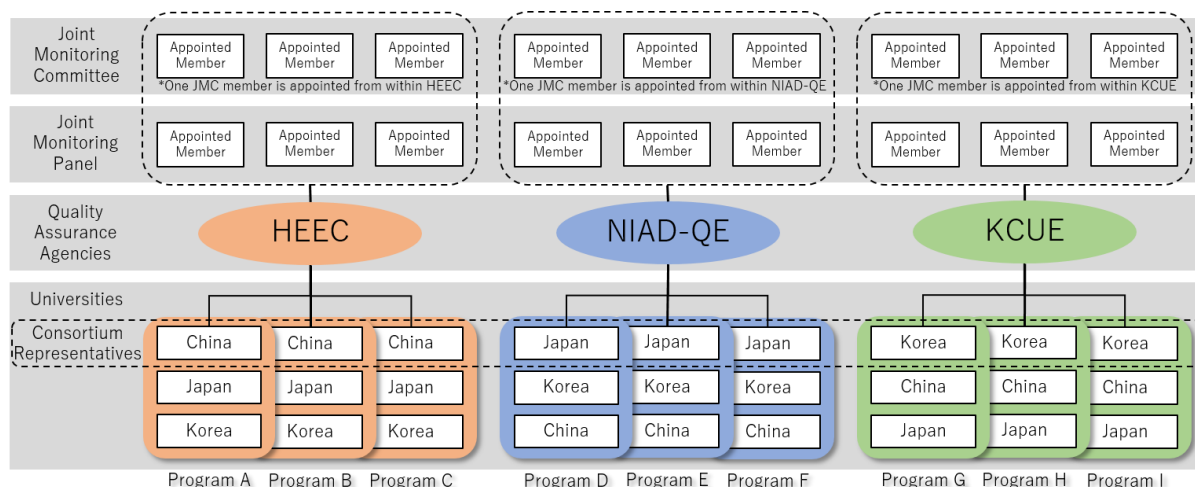 Joint
Monitoring
Committee
Appointed
Member
Appointed
Member
Appointed
Member
*One JMC member is appointed from within HEEC
Appointed
Member
Appointed
Member
Appointed
Member
*One JMC member is appointed from within NIAD-QE
Appointed
Member
Appointed
Member
Appointed
Member
*One JMC member is appointed from within KCUE
Joint
Monitoring
Panel
Appointed
Member
Appointed
Member
Appointed
Member
Appointed
Member
Appointed
Member
Appointed
Member
Appointed
Member
Appointed
Member
Appointed
Member
Quality
Assurance
Agencies
HEEC
NIAD-QE
KCUE
Universities
Consortium
Representatives
China
China
China
Japan
Japan
Japan
Korea
Korea
Korea
Japan
Japan
Japan
Korea
Korea
Korea
China
China
China
Korea
Korea
Korea
China
China
China
Japan
Japan
Japan
Program A
Program B
Program C
Program D
Program E
Program F
Program G
Program H
Program I